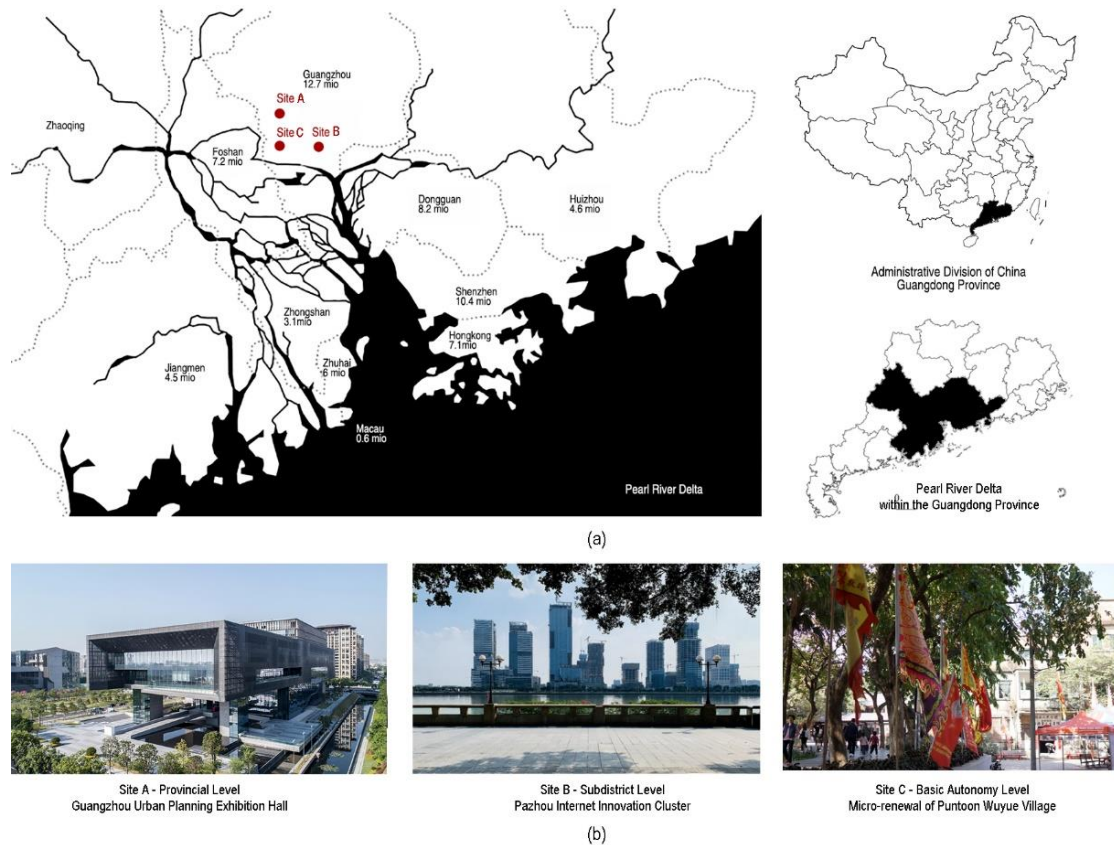 Guangzhou
12.7 mio
Site A
Site C
Site B
Zhaoqing
Foshan
7.2 mio
Dongguan
8.2 mio
Huizhou
4.6 mio
Shenzhen
10.4 mio
Zhongshan
3.1mio
Hongkong
7.1mio
Zhuhai
6 mio
Jiangmen
4.5 mio
Macau
0.6 mio
Pearl River Delta
Administrative Division of China
Guangdong Province
Pearl River Delta
within the Guangdong Province
(a)
Site A - Provincial Level
Guangzhou Urban Planning Exhibition Hall
Site B - Subdistrict Level
Pazhou Internet Innovation Cluster
Site C - Basic Autonomy Level
Micro-renewal of Puntoon Wuyue Village
(b)